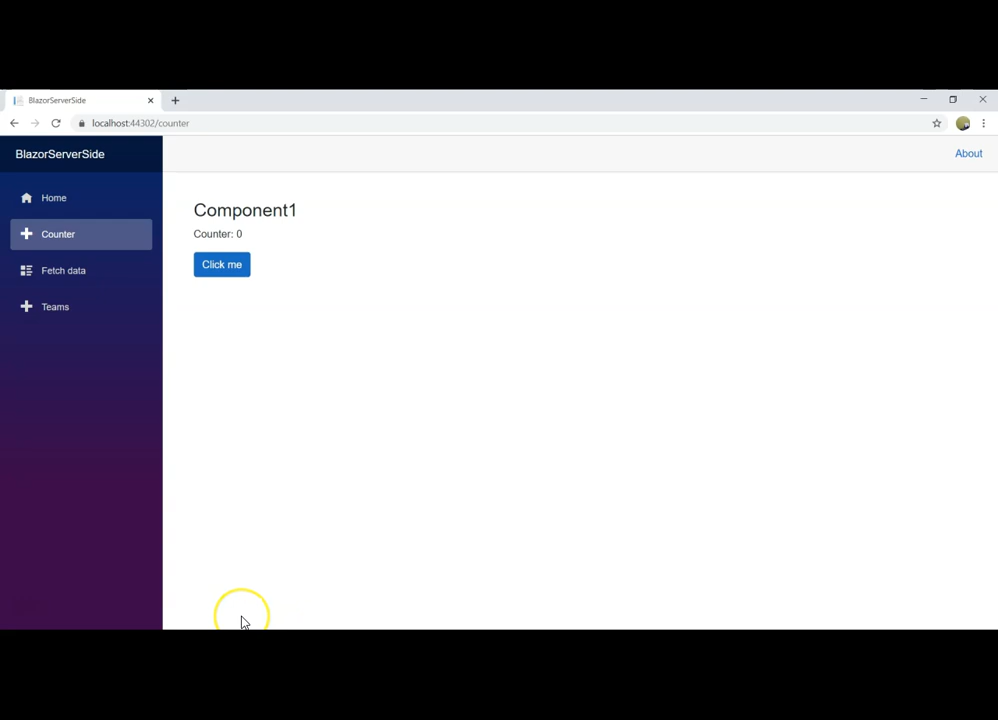 BlazorServerSide
localhost:44302/counter
BlazorServerSide
About
Home
Counter
Fetch data
Teams
Component1
Counter: 0
Click me